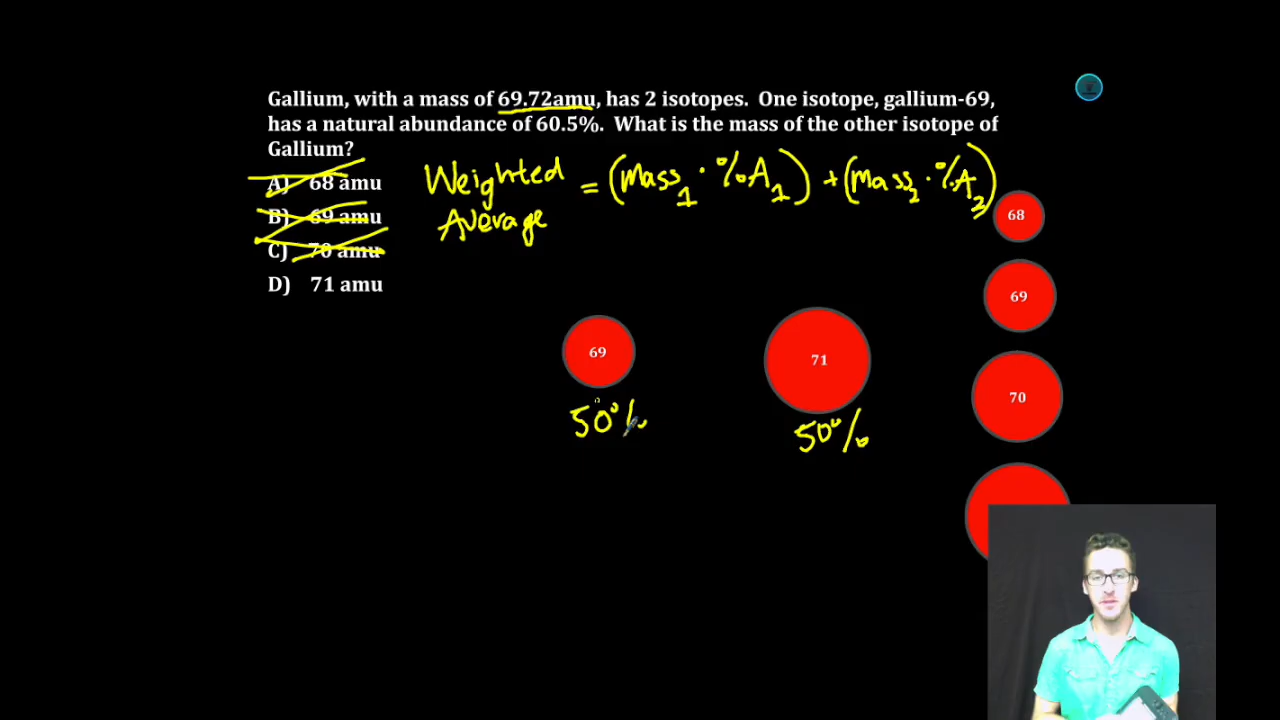 Gallium, with a mass of 69.72amu, has 2 isotopes. One isotope, gallium-69,
has a natural abundance of 60.5%. What is the mass of the other isotope of
Gallium?
A) 68 amu
B) 69 amu
C) 70 amu
D) 71 amu
Weighted Average = (Mass1 · %A1) + (Mass2 · %A2)
68
69
70
69
71
50%
50%